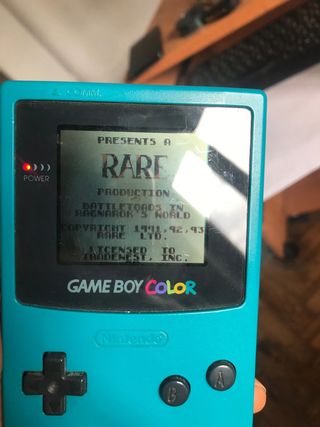 COMM.
PRESENTS A
RARE
PRODUCTION
BATTLETOADS IN
RAGNAROK'S WORLD
COPYRIGHT 1991,92,93
RARE LTD.
LICENSED TO
TRADEWEST, INC.
POWER
GAME BOY COLOR
Nintendo
B
A